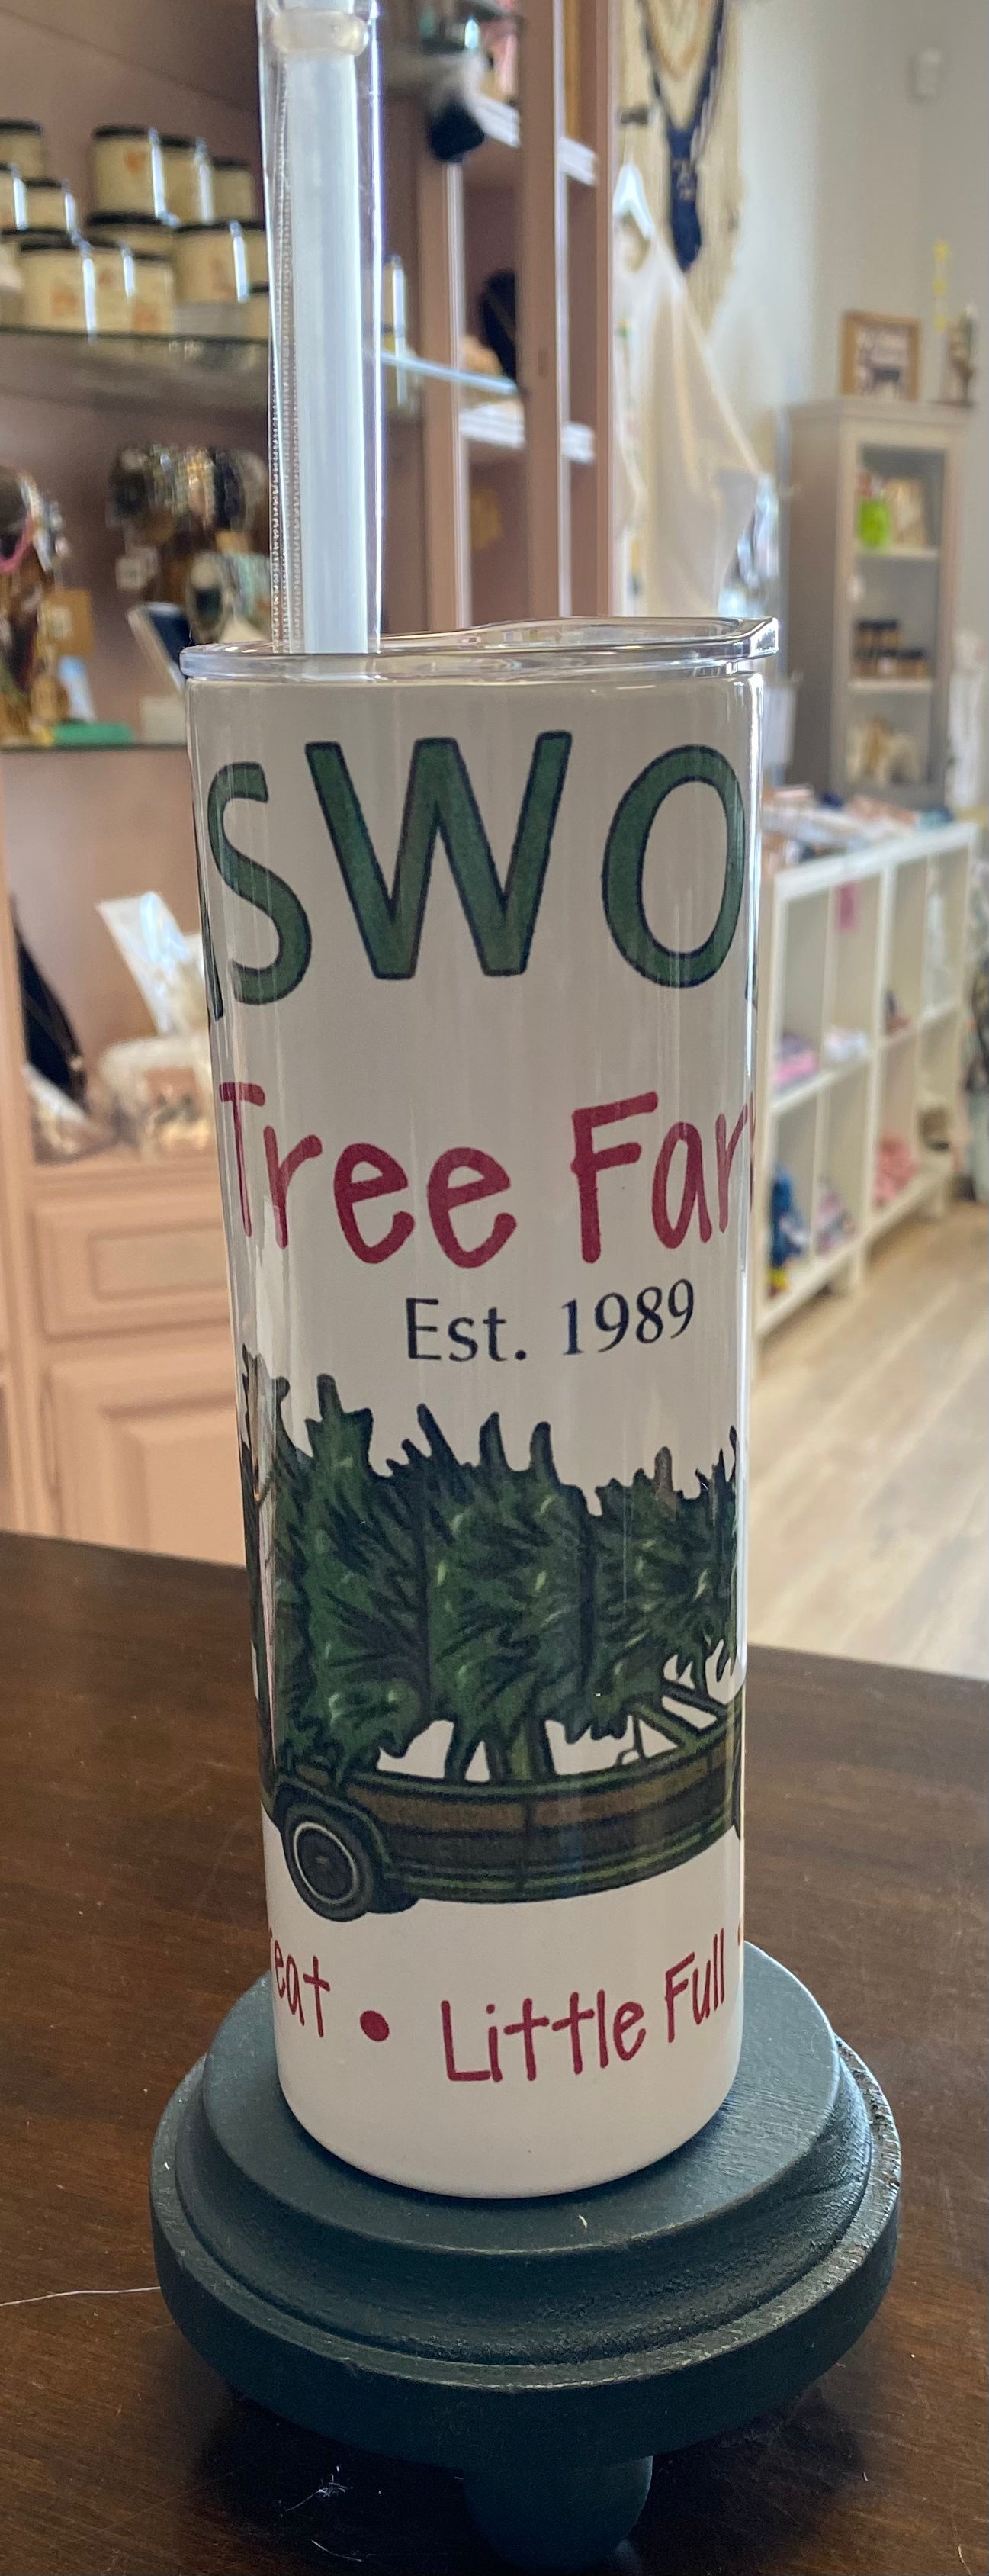 SWO
Tree Far
Est. 1989
eat • Little Full